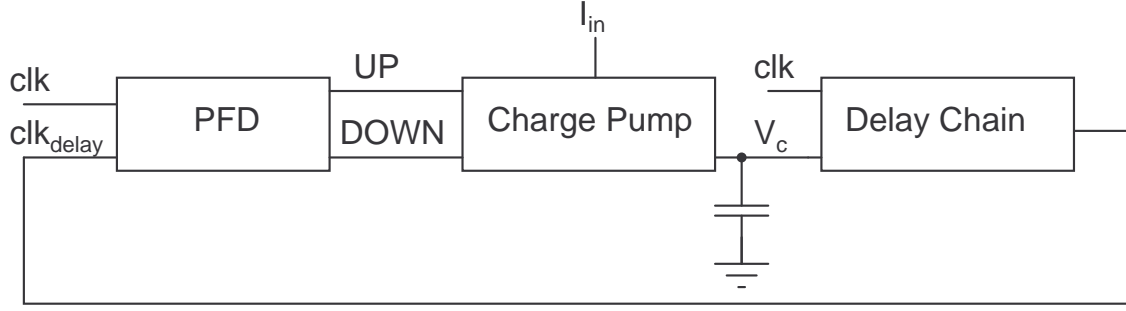 I_in
clk
UP
clk
PFD
Charge Pump
Delay Chain
clk_delay
DOWN
V_c